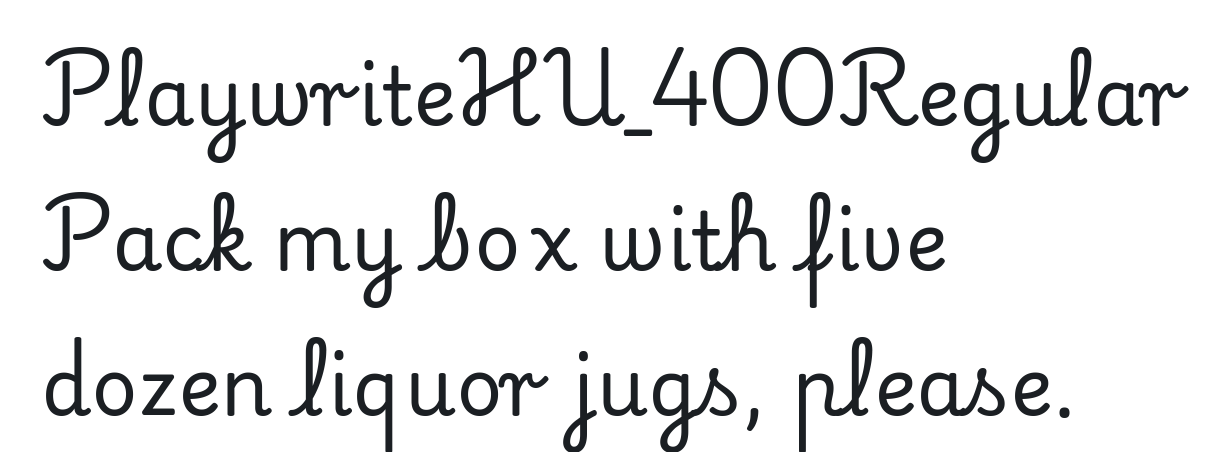 PlaywriteHU_400Regular
Pack my box with five
dozen liquor jugs, please.